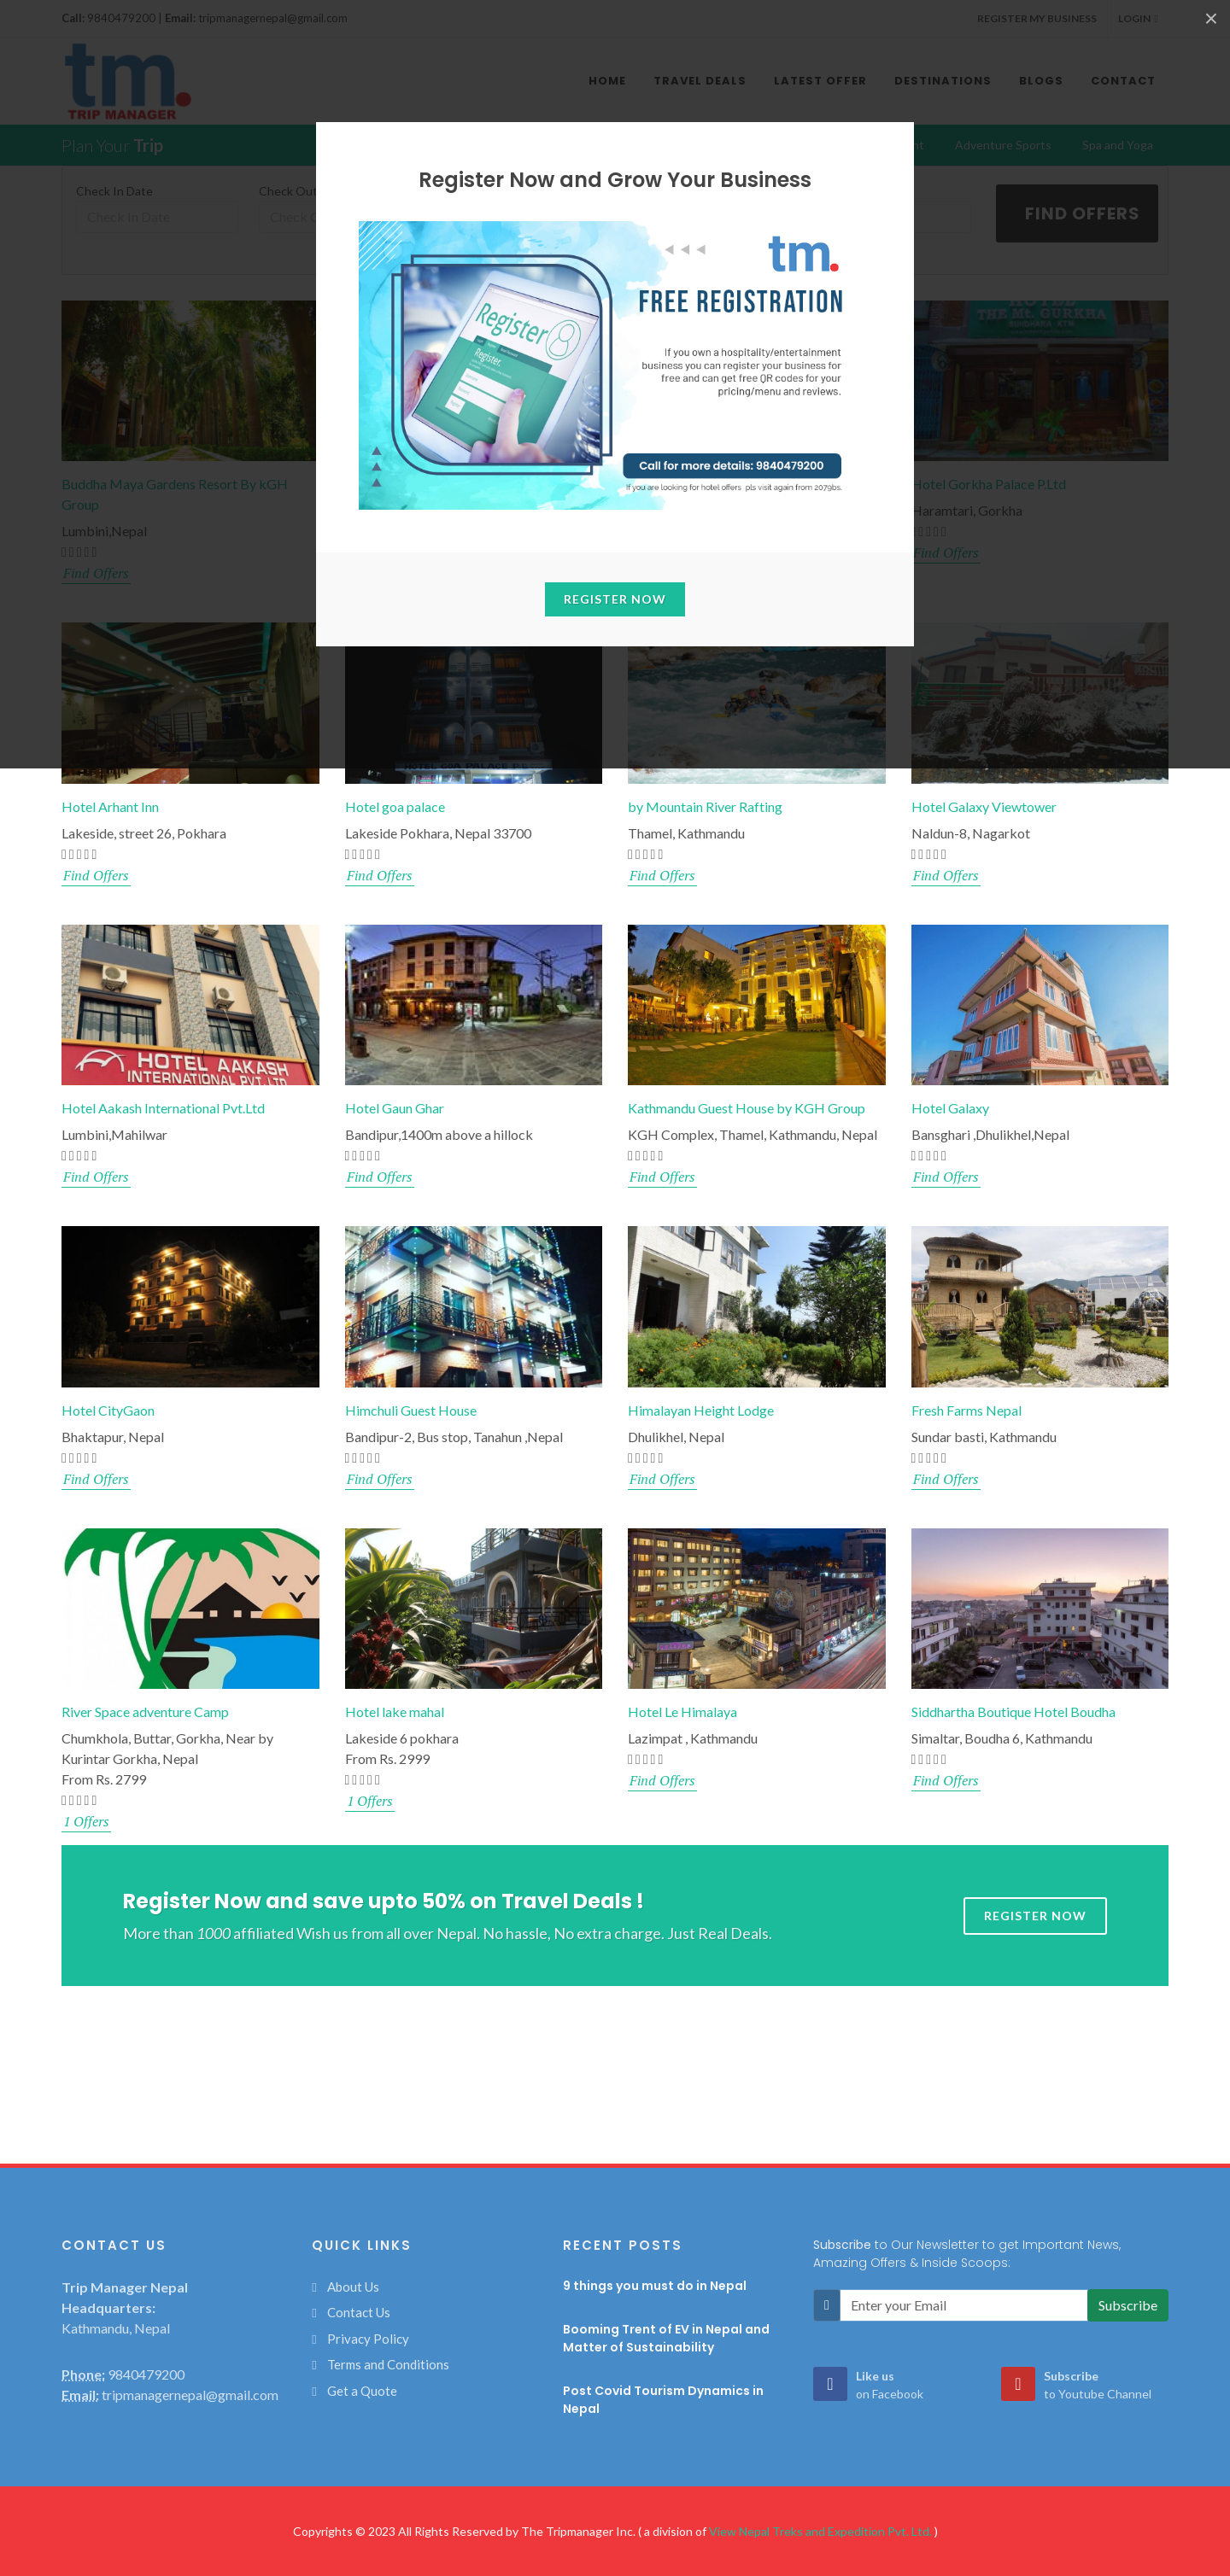 Call: 9840479200 | Email: tripmanagernepal@gmail.com
REGISTER MY BUSINESS
LOGIN
×
tm.
TRIP MANAGER
HOME
TRAVEL DEALS
LATEST OFFER
DESTINATIONS
BLOGS
CONTACT
Plan Your Trip
Adventure Sports
Spa and Yoga
Check In Date
Check Out
Check In Date
FIND OFFERS
Register Now and Grow Your Business
tm.
FREE REGISTRATION
Register
Register.
If you own a hospitality/entertainment
business you can register your business for
free and can get free QR codes for your
pricing/menu and reviews.
Call for more details: 9840479200
If you are looking for hotel offers pls visit again from 2079bs.
REGISTER NOW
HOTEL
THE Mt. GURKHA
SUNDHARA, KTM
Buddha Maya Gardens Resort By kGH
Group
Lumbini,Nepal
Find Offers
Hotel Gorkha Palace P.Ltd
Haramtari, Gorkha
Find Offers
HOTEL GOA PALACE P.L
Hotel Arhant Inn
Lakeside, street 26, Pokhara
Find Offers
Hotel goa palace
Lakeside Pokhara, Nepal 33700
Find Offers
by Mountain River Rafting
Thamel, Kathmandu
Find Offers
Hotel Galaxy Viewtower
Naldun-8, Nagarkot
Find Offers
HOTEL AAKASH
INTERNATIONAL PVT. LTD.
Hotel Aakash International Pvt.Ltd
Lumbini,Mahilwar
Find Offers
Hotel Gaun Ghar
Bandipur,1400m above a hillock
Find Offers
Kathmandu Guest House by KGH Group
KGH Complex, Thamel, Kathmandu, Nepal
Find Offers
Hotel Galaxy
Bansghari ,Dhulikhel,Nepal
Find Offers
Hotel CityGaon
Bhaktapur, Nepal
Find Offers
Himchuli Guest House
Bandipur-2, Bus stop, Tanahun ,Nepal
Find Offers
Himalayan Height Lodge
Dhulikhel, Nepal
Find Offers
Fresh Farms Nepal
Sundar basti, Kathmandu
Find Offers
River Space adventure Camp
Chumkhola, Buttar, Gorkha, Near by
Kurintar Gorkha, Nepal
From Rs. 2799
1 Offers
Hotel lake mahal
Lakeside 6 pokhara
From Rs. 2999
1 Offers
Hotel Le Himalaya
Lazimpat , Kathmandu
Find Offers
Siddhartha Boutique Hotel Boudha
Simaltar, Boudha 6, Kathmandu
Find Offers
Register Now and save upto 50% on Travel Deals !
More than 1000 affiliated Wish us from all over Nepal. No hassle, No extra charge. Just Real Deals.
REGISTER NOW
CONTACT US
Trip Manager Nepal
Headquarters:
Kathmandu, Nepal
Phone: 9840479200
Email: tripmanagernepal@gmail.com
QUICK LINKS
About Us
Contact Us
Privacy Policy
Terms and Conditions
Get a Quote
RECENT POSTS
9 things you must do in Nepal
Booming Trent of EV in Nepal and
Matter of Sustainability
Post Covid Tourism Dynamics in
Nepal
Subscribe to Our Newsletter to get Important News,
Amazing Offers & Inside Scoops:
Enter your Email
Subscribe
Like us
on Facebook
Subscribe
to Youtube Channel
Copyrights © 2023 All Rights Reserved by The Tripmanager Inc. ( a division of View Nepal Treks and Expedition Pvt. Ltd. )